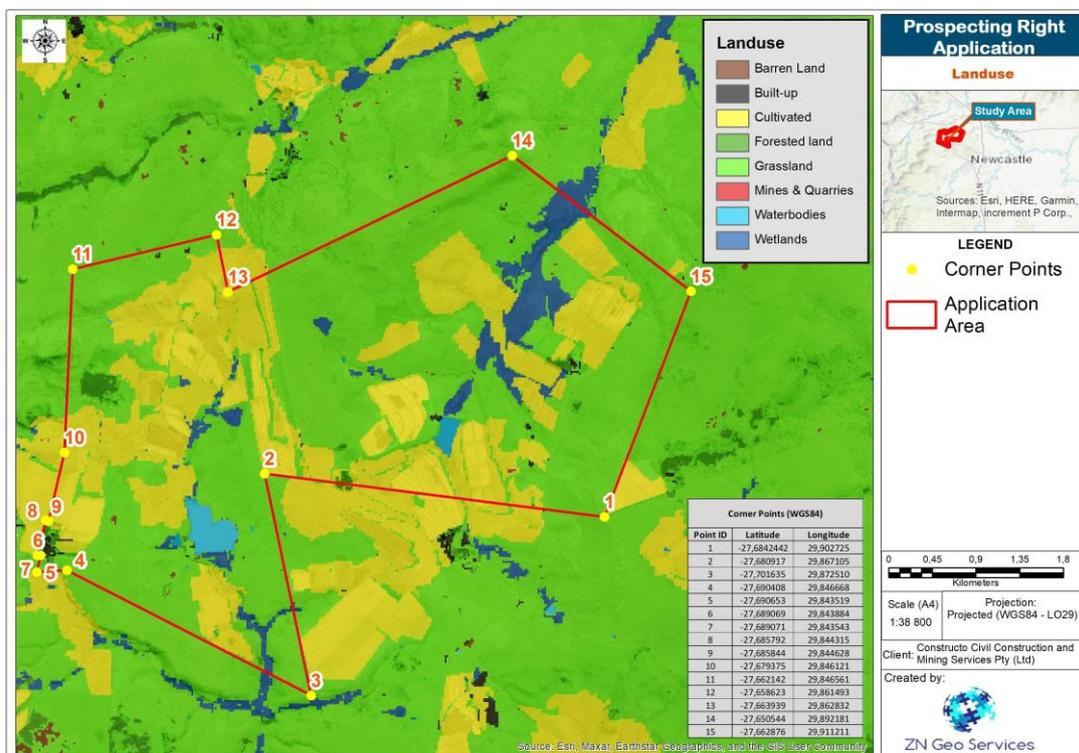 N
W
E
S
Landuse
Barren Land
Built-up
Cultivated
Forested land
Grassland
Mines & Quarries
Waterbodies
Wetlands
14
12
11
13
15
10
2
8
9
1
6
7
5
4
3
Corner Points (WGS84)
Point ID Latitude Longitude
1 -27,6842442 29,902725
2 -27,680917 29,867105
3 -27,701635 29,872510
4 -27,690408 29,846668
5 -27,690653 29,843519
6 -27,689069 29,843884
7 -27,689071 29,843543
8 -27,685792 29,844315
9 -27,685844 29,844628
10 -27,679375 29,846121
11 -27,662142 29,846561
12 -27,658623 29,861493
13 -27,663939 29,862832
14 -27,650544 29,892181
15 -27,662876 29,911211
Source: Esri, Maxar, Earthstar Geographics, and the GIS User Community
Prospecting Right
Application
Landuse
Study Area
Newcastle
N11
Sources: Esri, HERE, Garmin,
Intermap, increment P Corp.,
LEGEND
Corner Points
Application
Area
0 0,45 0,9 1,35 1,8
Kilometers
Scale (A4)
1:38 800
Projection:
Projected (WGS84 - LO29)
Client: Constructo Civil Construction and
Mining Services Pty (Ltd)
Created by:
ZN Geo Services